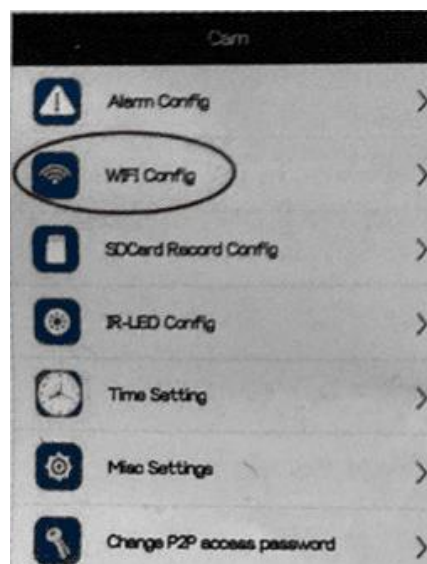 Cam
Alarm Config
WIFI Config
SDCard Record Config
IR-LED Config
Time Setting
Misc Settings
Change P2P access password